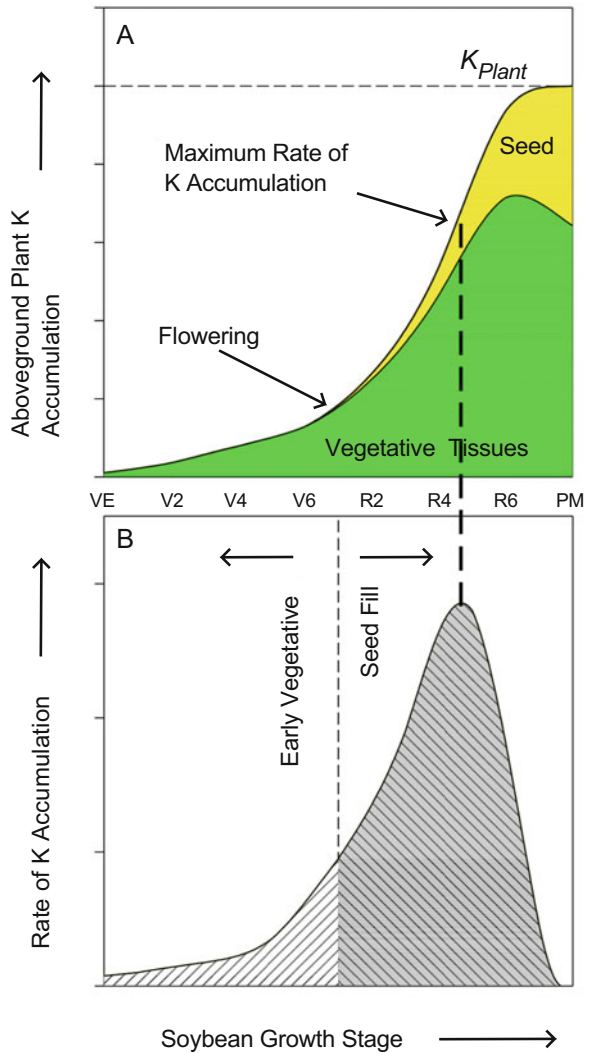 A
K_Plant
Seed
Maximum Rate of
K Accumulation
Flowering
Vegetative Tissues
Aboveground Plant K
Accumulation
VE V2 V4 V6 R2 R4 R6 PM
B
Early Vegetative
Seed Fill
Rate of K Accumulation
Soybean Growth Stage